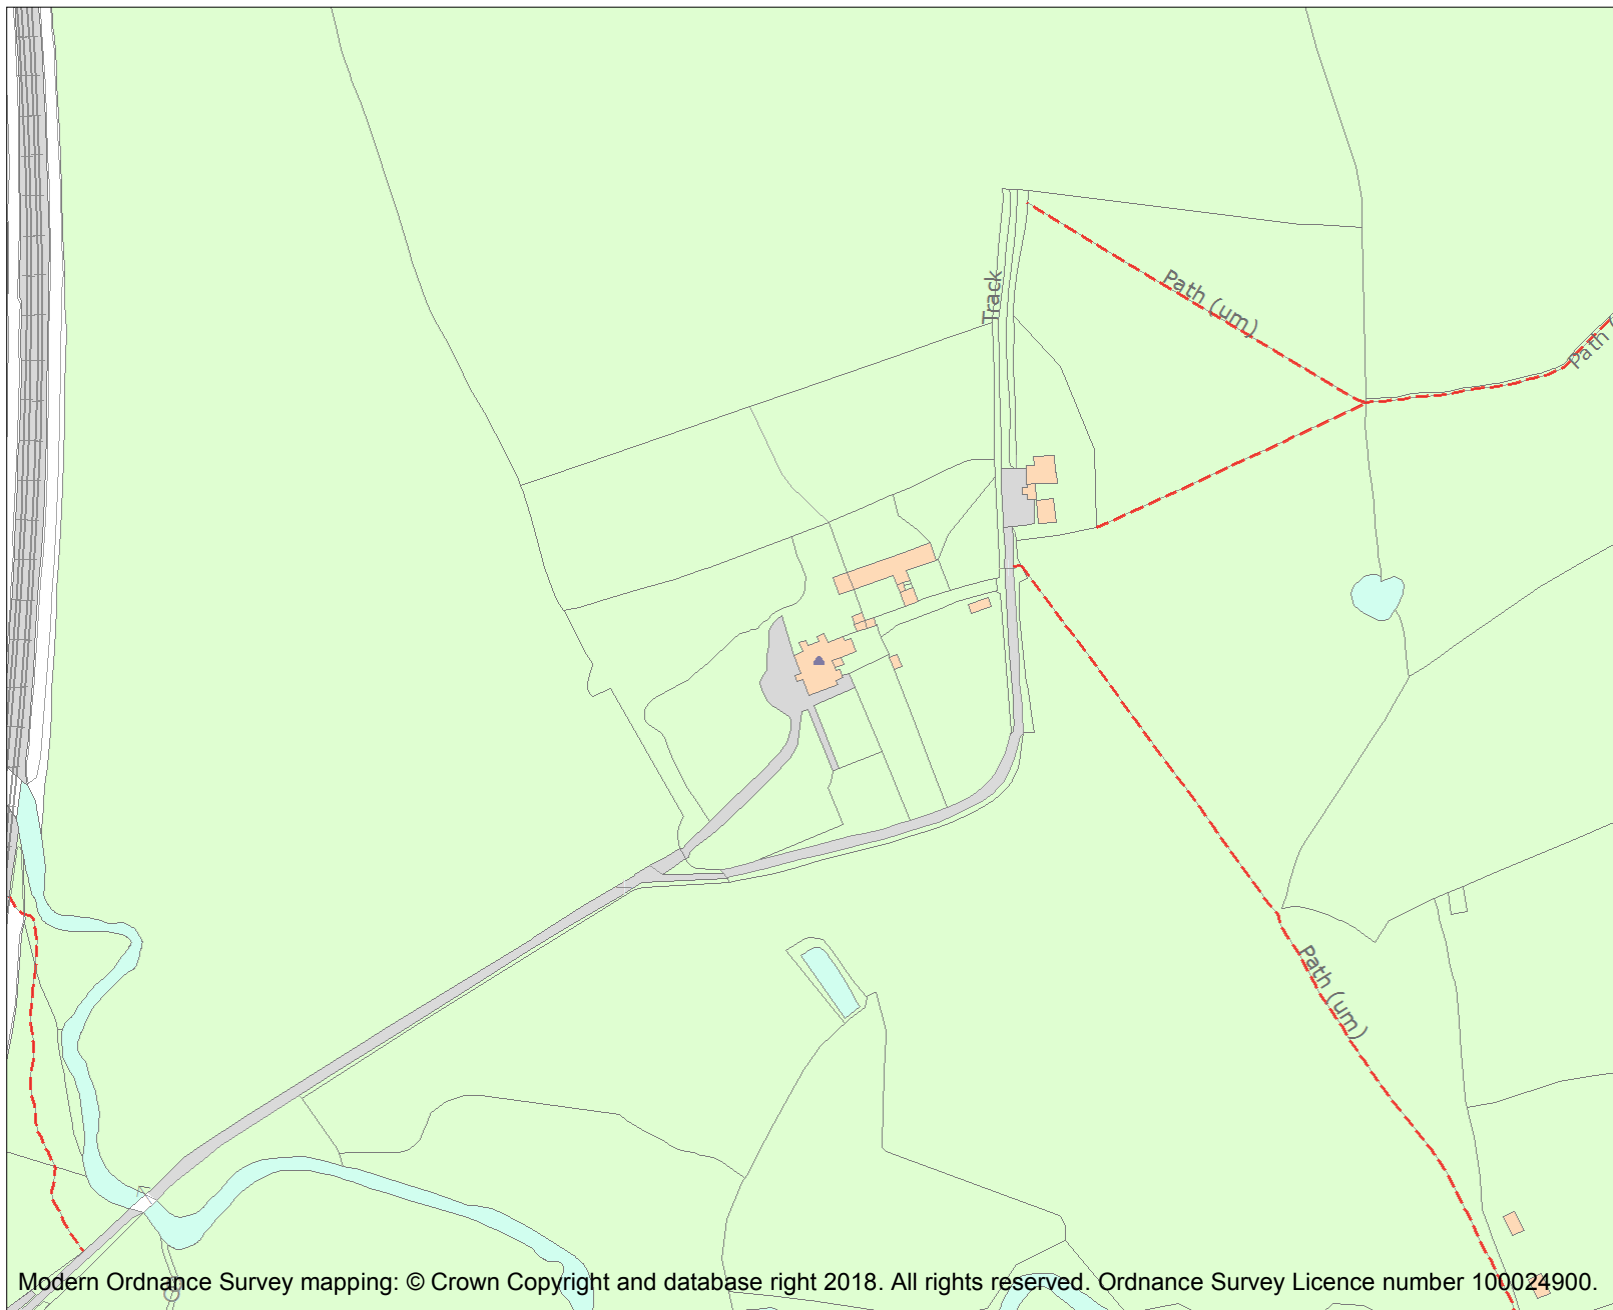 Track
Path (um)
Path
Path (um)
Modern Ordnance Survey mapping: © Crown Copyright and database right 2018. All rights reserved. Ordnance Survey Licence number 100024900.